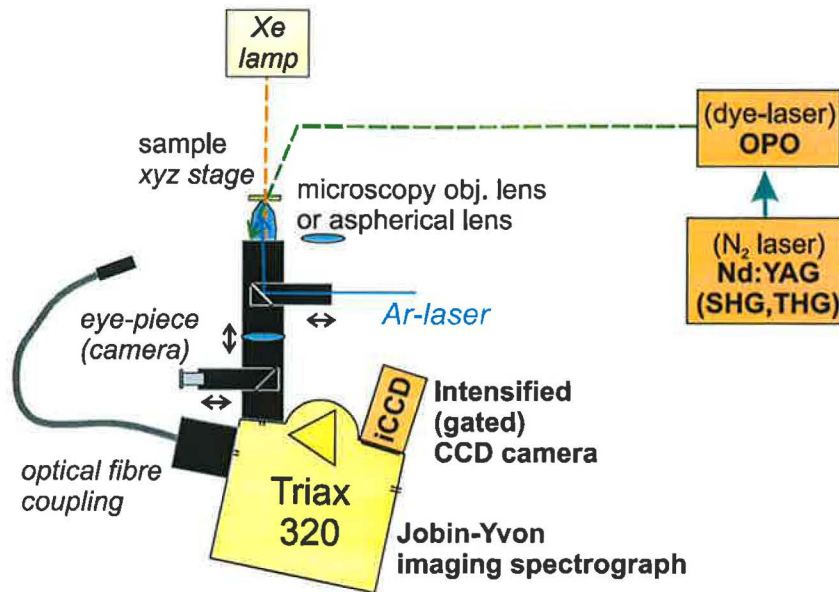 Xe
lamp
(dye-laser)
OPO
sample
xyz stage
microscopy obj. lens
or aspherical lens
(N₂ laser)
Nd:YAG
(SHG,THG)
Ar-laser
eye-piece
(camera)
iCCD
Intensified
(gated)
CCD camera
optical fibre
coupling
Triax
320
Jobin-Yvon
imaging spectrograph